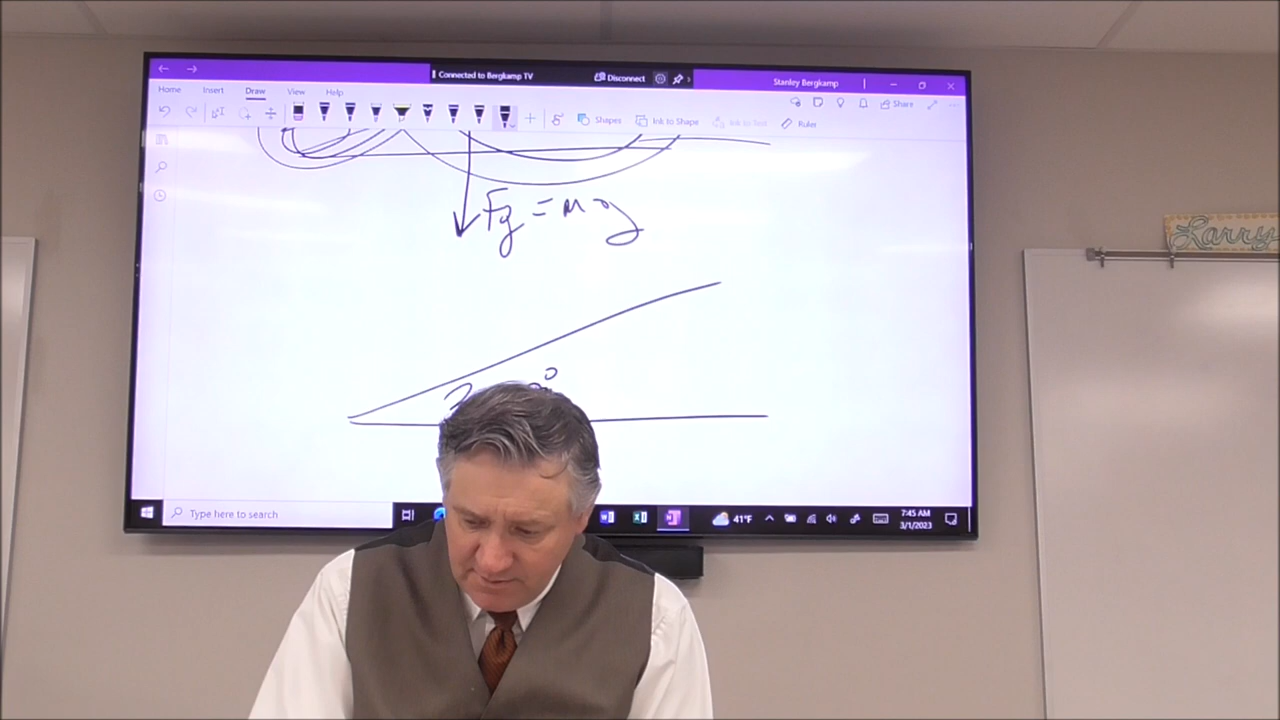 Connected to Bergkamp TV
Disconnect
Stanley Bergkamp
Home Insert Draw View Help
Share
Shapes Ink to Shape Ink to Text Ruler
Fg = mg
Larry
Type here to search
41°F
7:45 AM
3/1/2023